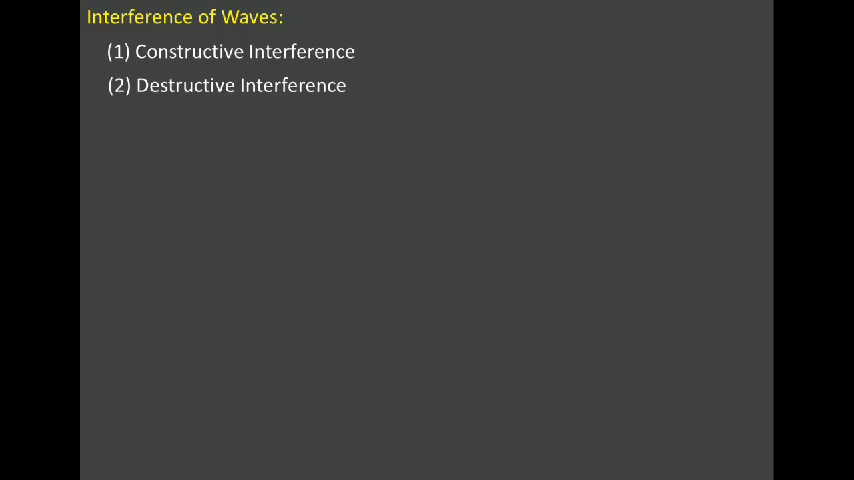 Interference of Waves:
(1) Constructive Interference
(2) Destructive Interference